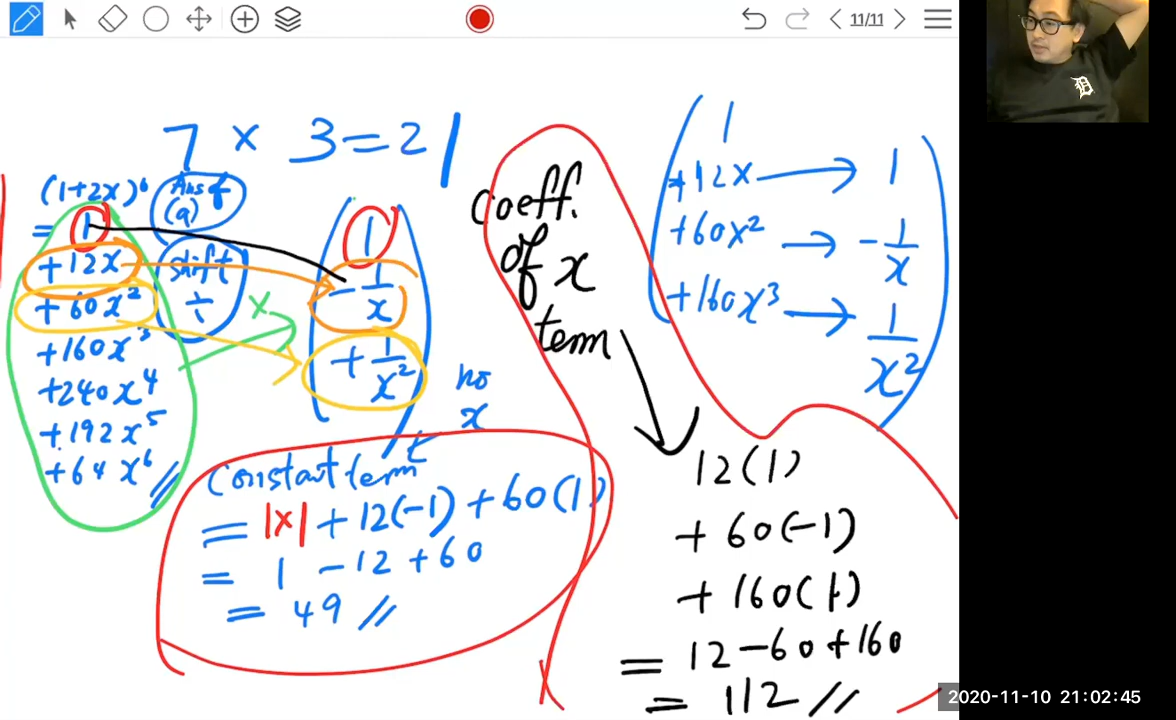 11/11
7 × 3 = 21
(1+2x)⁶
= 1
+12x
+60x²
+160x³
+240x⁴
+192x⁵
+64x⁶ //
Ans of
(a)
shift
÷
×
1
- 1/x
+ 1/x²
no
x
Constant term
= 1×1 + 12(-1) + 60(1)
= 1 - 12 + 60
= 49 //
coeff.
of x
term
1
+12x → 1
+60x² → - 1/x
+160x³ → 1/x²
12(1)
+ 60(-1)
+ 160(1)
= 12 - 60 + 160
= 112 //
D
2020-11-10 21:02:45